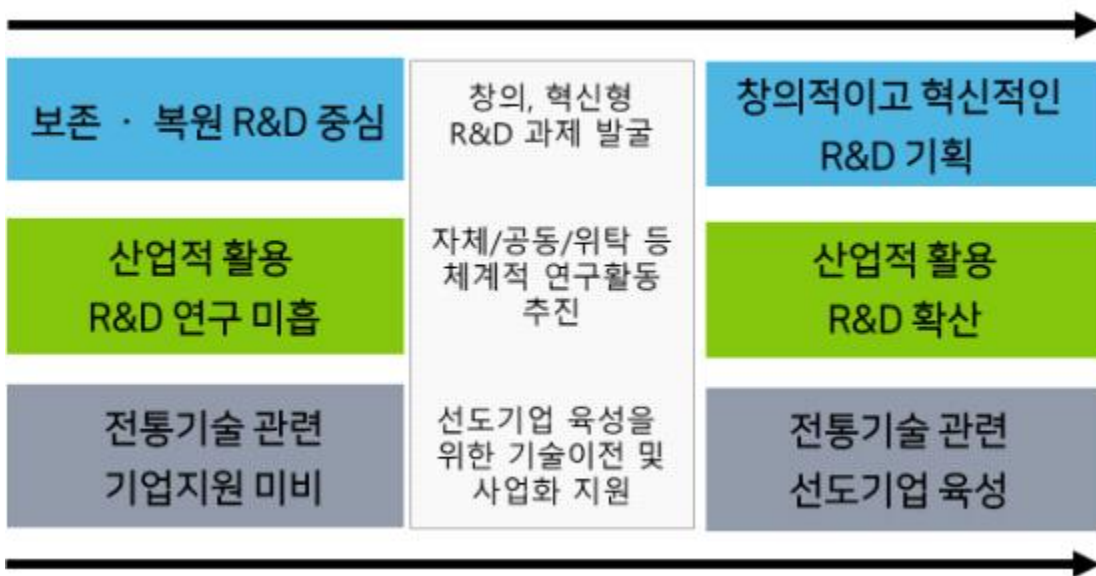 보존 · 복원 R&D 중심
창의, 혁신형
R&D 과제 발굴
창의적이고 혁신적인
R&D 기획
산업적 활용
R&D 연구 미흡
자체/공동/위탁 등
체계적 연구활동
추진
산업적 활용
R&D 확산
전통기술 관련
기업지원 미비
선도기업 육성을
위한 기술이전 및
사업화 지원
전통기술 관련
선도기업 육성